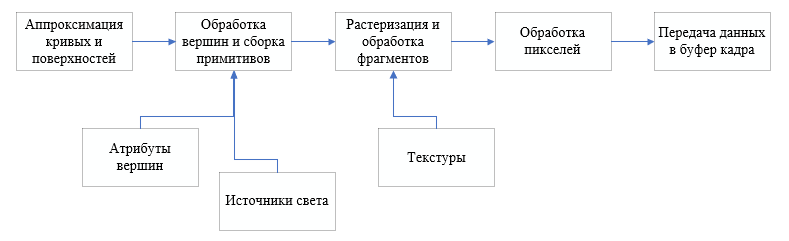 Аппроксимация
кривых и
поверхностей
Обработка
вершин и сборка
примитивов
Растеризация и
обработка
фрагментов
Обработка
пикселей
Передача данных
в буфер кадра
Атрибуты
вершин
Источники света
Текстуры